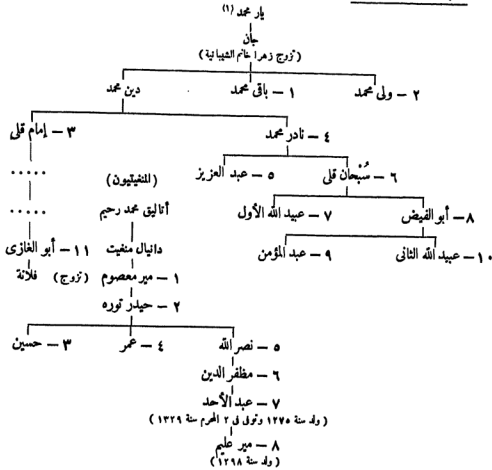 يار محمد (١)
جان
(تزوج زهرا خانم الشيبانية)
٢ – ولى محمد
١ – باقى محمد
دين محمد
٤ – نادر محمد
٣ – إمام قلى
٦ – سُبْحان قلى
٥ – عبد العزيز
.....
(المنغيتيون)
٨ – أبو الفيض
٧ – عبيد الله الأول
أتاليق محمد رحيم
.....
١٠ – عبيد الله الثانى
٩ – عبد المؤمن
دانيال منغيت
١١ – أبو الغازى
١ – مير معصوم (تزوج) فلانة
٢ – حيدر توره
٥ – نصر الله
٤ – عمر
٣ – حسين
٦ – مظفر الدين
٧ – عبد الأحد
(ولد سنة ١٢٧٥ وتوفى فى ٢ المحرم سنة ١٣٢٩)
٨ – مير عليم
(ولد سنة ١٢٩٨)